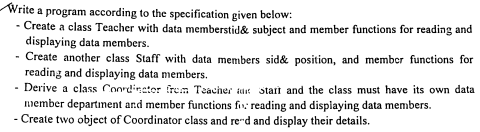 Write a program according to the specification given below:
- Create a class Teacher with data memberstid& subject and member functions for reading and
displaying data members.
- Create another class Staff with data members sid& position, and member functions for
reading and displaying data members.
- Derive a class Coordinator from Teacher and Staff and the class must have its own data
member department and member functions for reading and displaying data members.
- Create two object of Coordinator class and read and display their details.